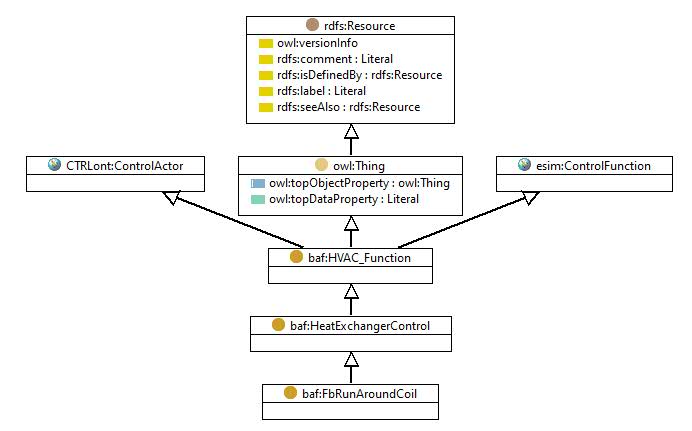 rdfs:Resource
owl:versionInfo
rdfs:comment : Literal
rdfs:isDefinedBy : rdfs:Resource
rdfs:label : Literal
rdfs:seeAlso : rdfs:Resource
CTRLont:ControlActor
owl:Thing
esim:ControlFunction
owl:topObjectProperty : owl:Thing
owl:topDataProperty : Literal
baf:HVAC_Function
baf:HeatExchangerControl
baf:FbRunAroundCoil